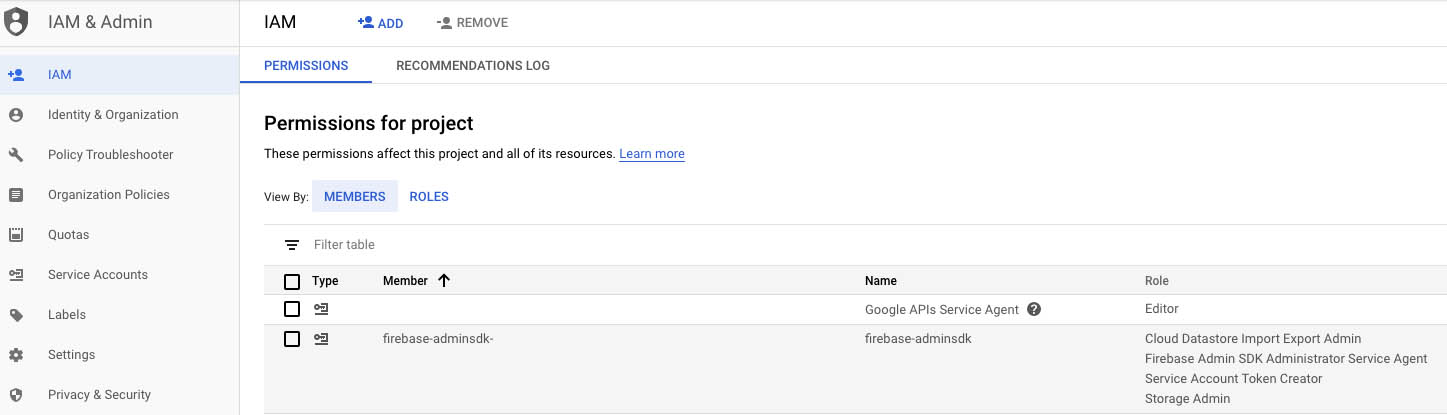 IAM & Admin
IAM
ADD
REMOVE
IAM
PERMISSIONS
RECOMMENDATIONS LOG
Identity & Organization
Policy Troubleshooter
Organization Policies
Quotas
Service Accounts
Labels
Settings
Privacy & Security
Permissions for project
These permissions affect this project and all of its resources. Learn more
View By: MEMBERS ROLES
Filter table
Type Member Name Role
Google APIs Service Agent ? Editor
firebase-adminsdk- firebase-adminsdk Cloud Datastore Import Export Admin
Firebase Admin SDK Administrator Service Agent
Service Account Token Creator
Storage Admin